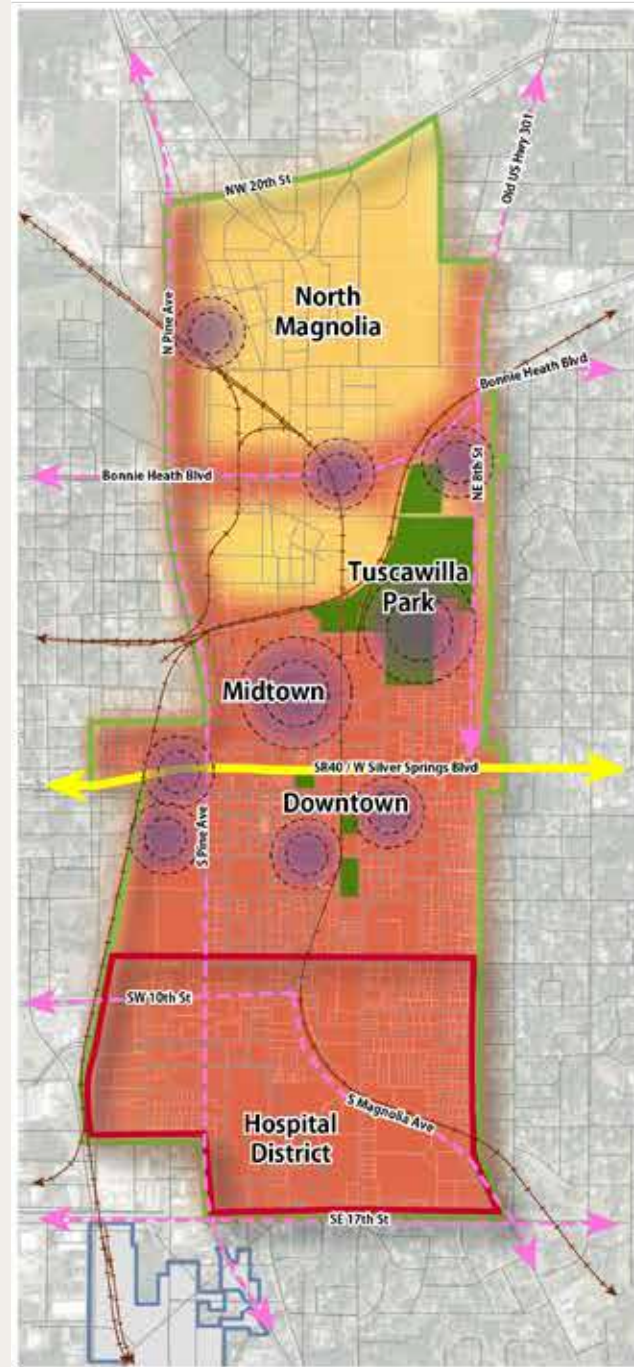 NW 20th St
Old US Hwy 301
North
Magnolia
N Pine Ave
Bonnie Heath Blvd
Bonnie Heath Blvd
NE 8th St
Tuscawilla
Park
Midtown
SR40 / W Silver Springs Blvd
Downtown
S Pine Ave
SW 10th St
S Magnolia Ave
Hospital
District
SE 17th St